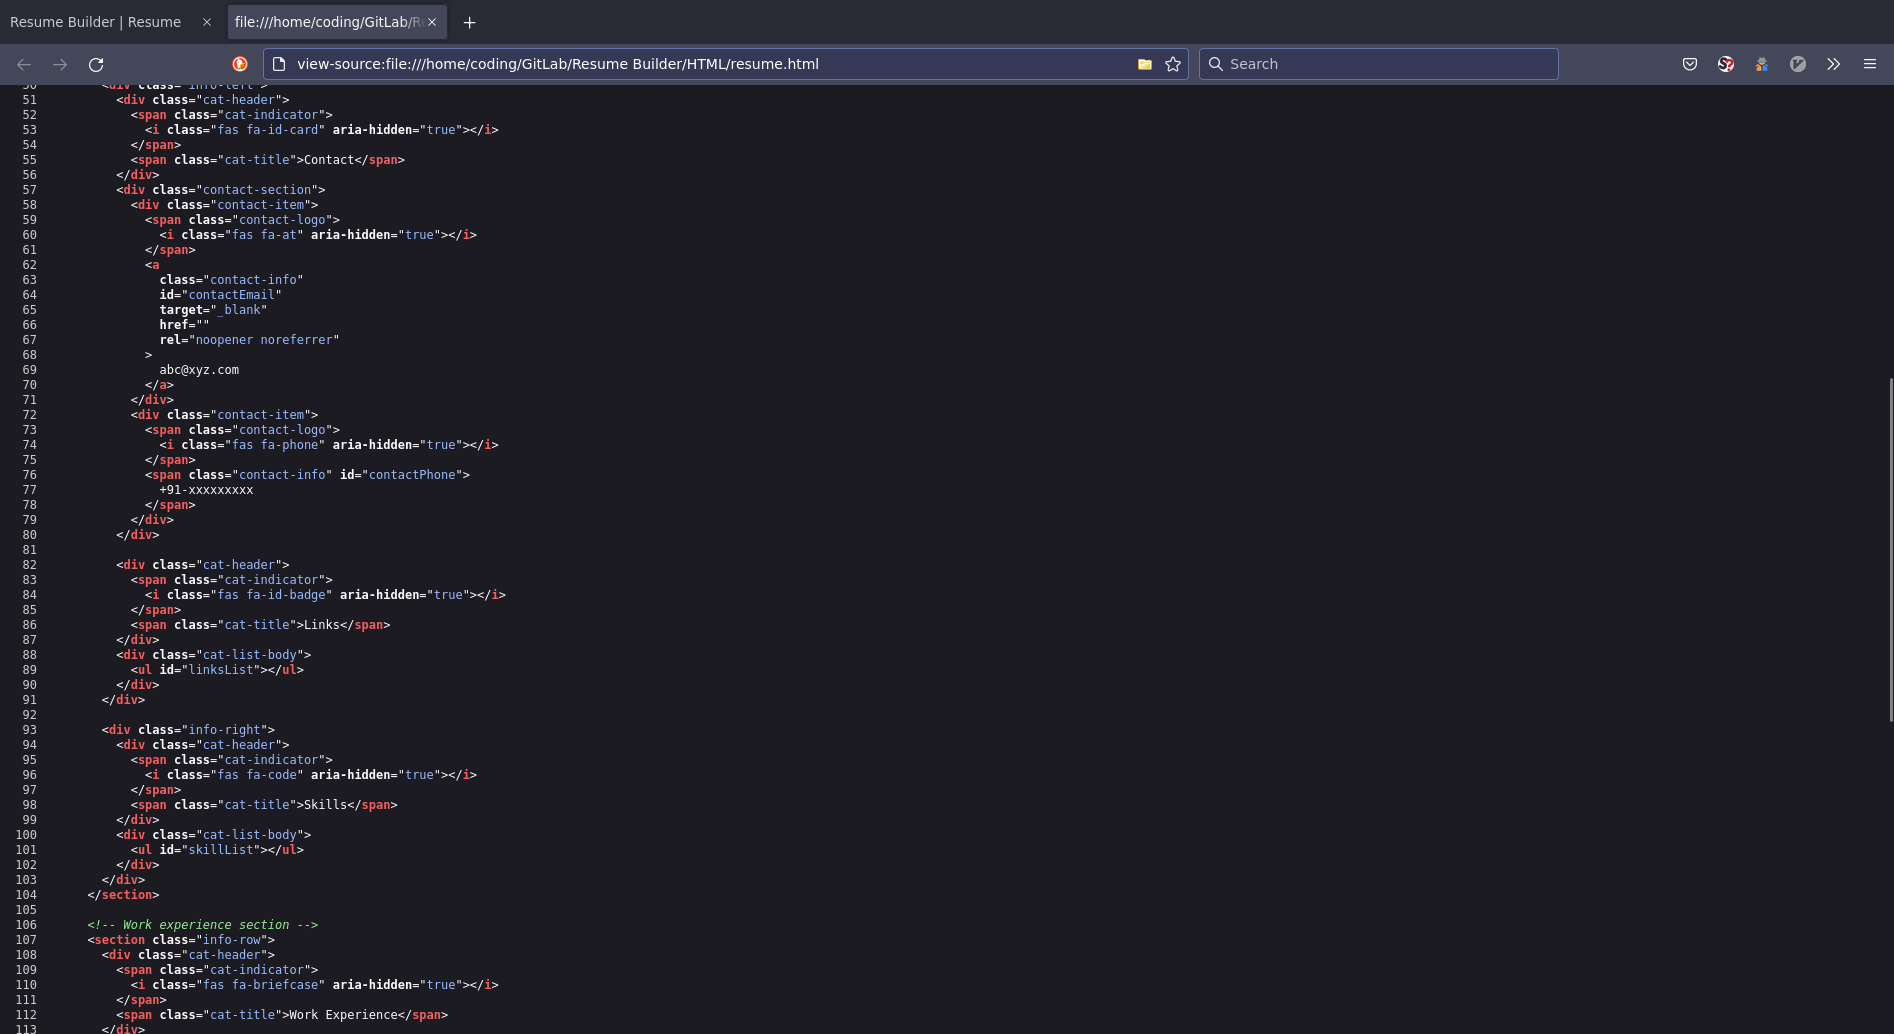 Resume Builder | Resume
file:///home/coding/GitLab/Re
view-source:file:///home/coding/GitLab/Resume Builder/HTML/resume.html
Search
50 <div class="info-left">
51 <div class="cat-header">
52 <span class="cat-indicator">
53 <i class="fas fa-id-card" aria-hidden="true"></i>
54 </span>
55 <span class="cat-title">Contact</span>
56 </div>
57 <div class="contact-section">
58 <div class="contact-item">
59 <span class="contact-logo">
60 <i class="fas fa-at" aria-hidden="true"></i>
61 </span>
62 <a
63 class="contact-info"
64 id="contactEmail"
65 target="_blank"
66 href=""
67 rel="noopener noreferrer"
68 >
69 abc@xyz.com
70 </a>
71 </div>
72 <div class="contact-item">
73 <span class="contact-logo">
74 <i class="fas fa-phone" aria-hidden="true"></i>
75 </span>
76 <span class="contact-info" id="contactPhone">
77 +91-xxxxxxxxx
78 </span>
79 </div>
80 </div>
81
82 <div class="cat-header">
83 <span class="cat-indicator">
84 <i class="fas fa-id-badge" aria-hidden="true"></i>
85 </span>
86 <span class="cat-title">Links</span>
87 </div>
88 <div class="cat-list-body">
89 <ul id="linksList"></ul>
90 </div>
91 </div>
92
93 <div class="info-right">
94 <div class="cat-header">
95 <span class="cat-indicator">
96 <i class="fas fa-code" aria-hidden="true"></i>
97 </span>
98 <span class="cat-title">Skills</span>
99 </div>
100 <div class="cat-list-body">
101 <ul id="skillList"></ul>
102 </div>
103 </div>
104 </section>
105
106 <!-- Work experience section -->
107 <section class="info-row">
108 <div class="cat-header">
109 <span class="cat-indicator">
110 <i class="fas fa-briefcase" aria-hidden="true"></i>
111 </span>
112 <span class="cat-title">Work Experience</span>
113 </div>